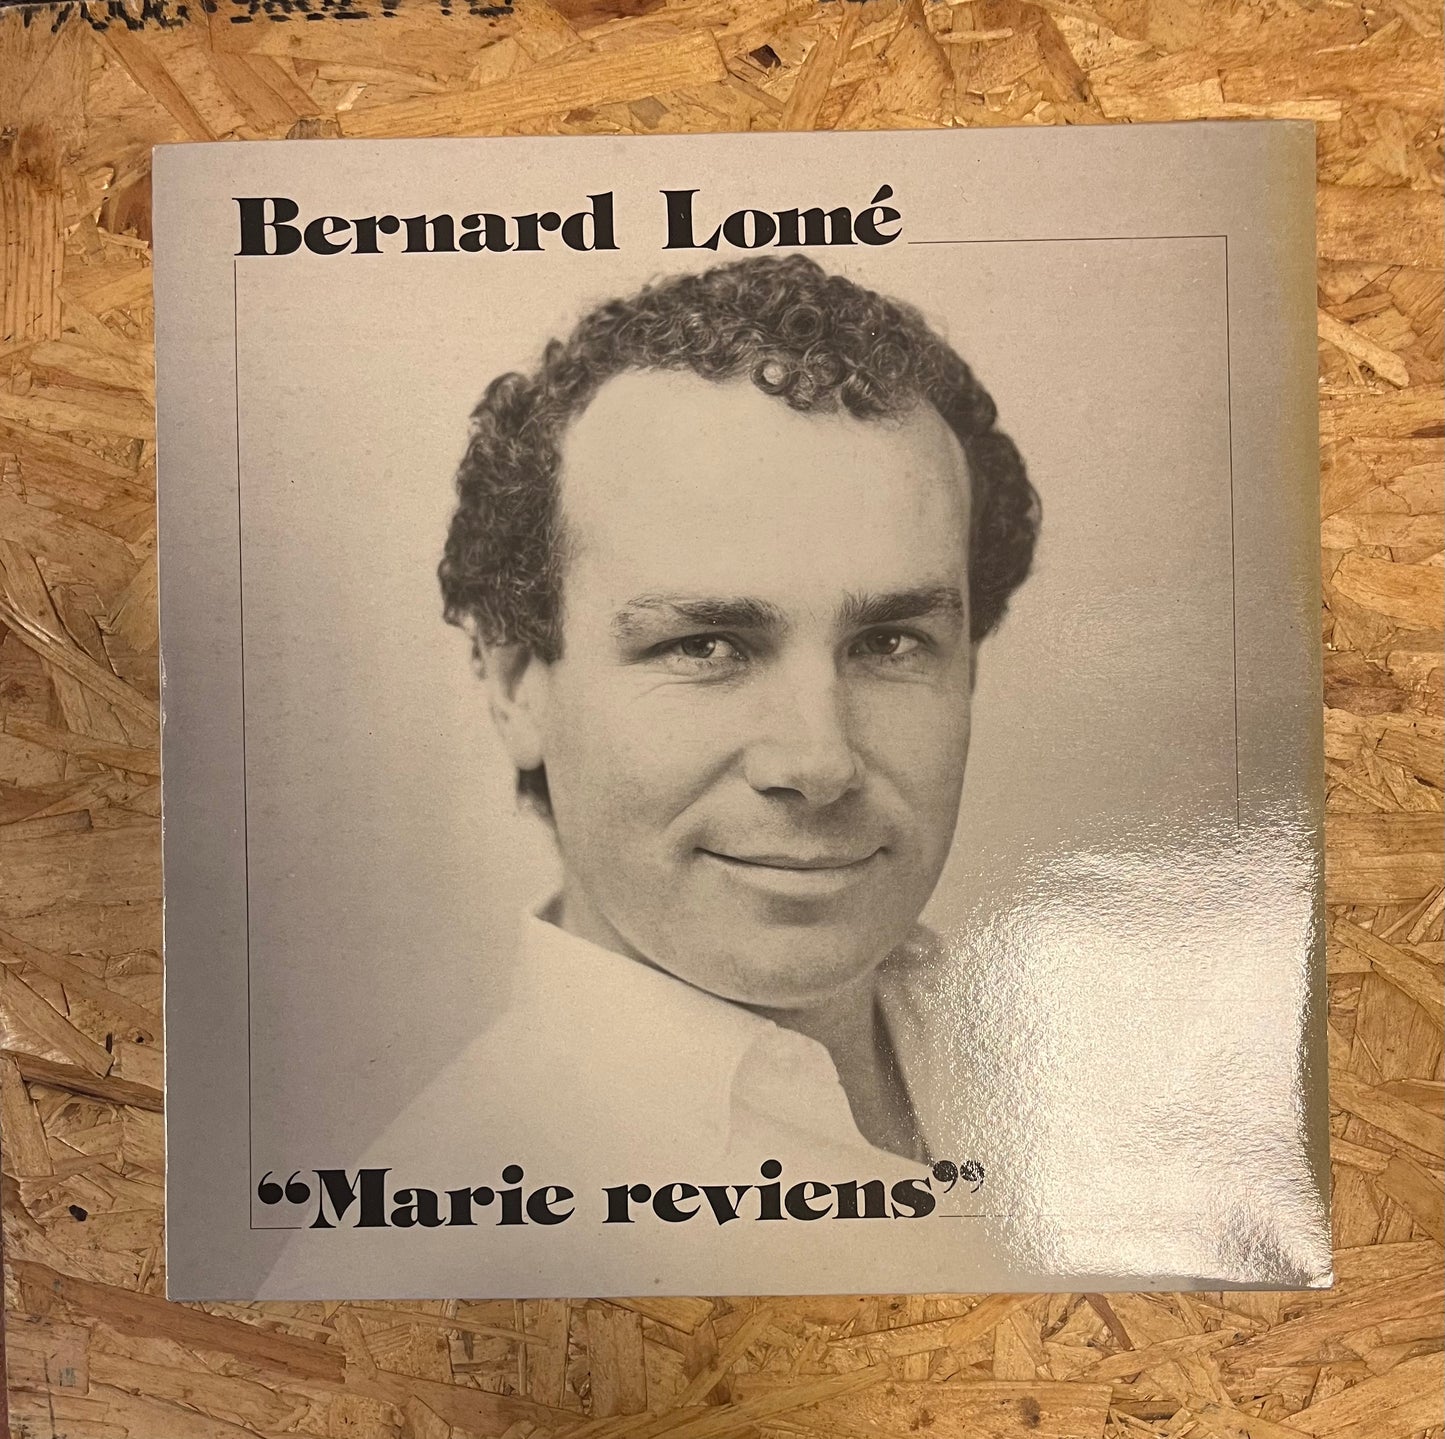 Bernard Lomé
“Marie reviens”